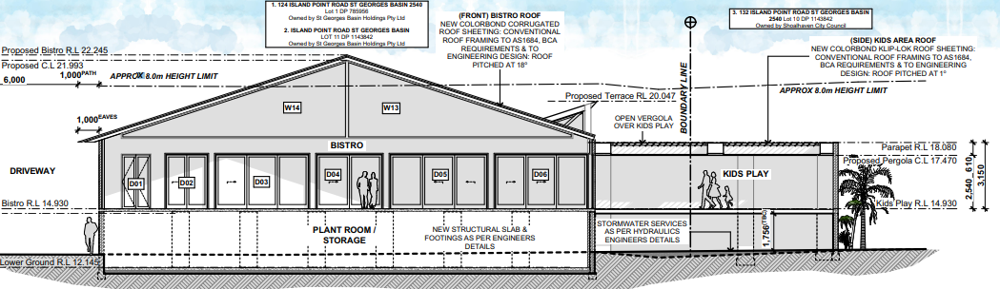 1. 124 ISLAND POINT ROAD ST GEORGES BASIN 2540
Lot 1 DP 785956
Owned by St Georges Basin Holdings Pty Ltd
2. ISLAND POINT ROAD ST GEORGES BASIN
LOT 11 DP 1143842
Owned by St Georges Basin Holdings Pty Ltd
(FRONT) BISTRO ROOF
NEW COLORBOND CORRUGATED
ROOF SHEETING: CONVENTIONAL
ROOF FRAMING TO AS1684, BCA
REQUIREMENTS & TO
ENGINEERING DESIGN: ROOF
PITCHED AT 18°
3. 132 ISLAND POINT ROAD ST GEORGES BASIN
2540 Lot 10 DP 1143842
Owned by Shoalhaven City Council
(SIDE) KIDS AREA ROOF
NEW COLORBOND KLIP-LOK ROOF SHEETING:
CONVENTIONAL ROOF FRAMING TO AS1684,
BCA REQUIREMENTS & TO ENGINEERING
DESIGN: ROOF PITCHED AT 1°
Proposed Bistro R.L 22.245
Proposed C.L 21.993
6,000
1,000PATH
APPROX 8.0m HEIGHT LIMIT
BOUNDARY LINE
APPROX 8.0m HEIGHT LIMIT
Proposed Terrace RL 20.047
W14
W13
OPEN VERGOLA
OVER KIDS PLAY
1,000EAVES
BISTRO
Parapet R.L 18.080
Proposed Pergola C.L 17.470
DRIVEWAY
D01
D02
D03
D04
D05
D06
KIDS PLAY
610
2,540
3,150
Bistro R.L 14.930
Kids Play R.L 14.930
PLANT ROOM /
STORAGE
NEW STRUCTURAL SLAB &
FOOTINGS AS PER ENGINEERS
DETAILS
STORMWATER SERVICES
AS PER HYDRAULICS
ENGINEERS DETAILS
1,756(TBC)
Lower Ground R.L 12.145